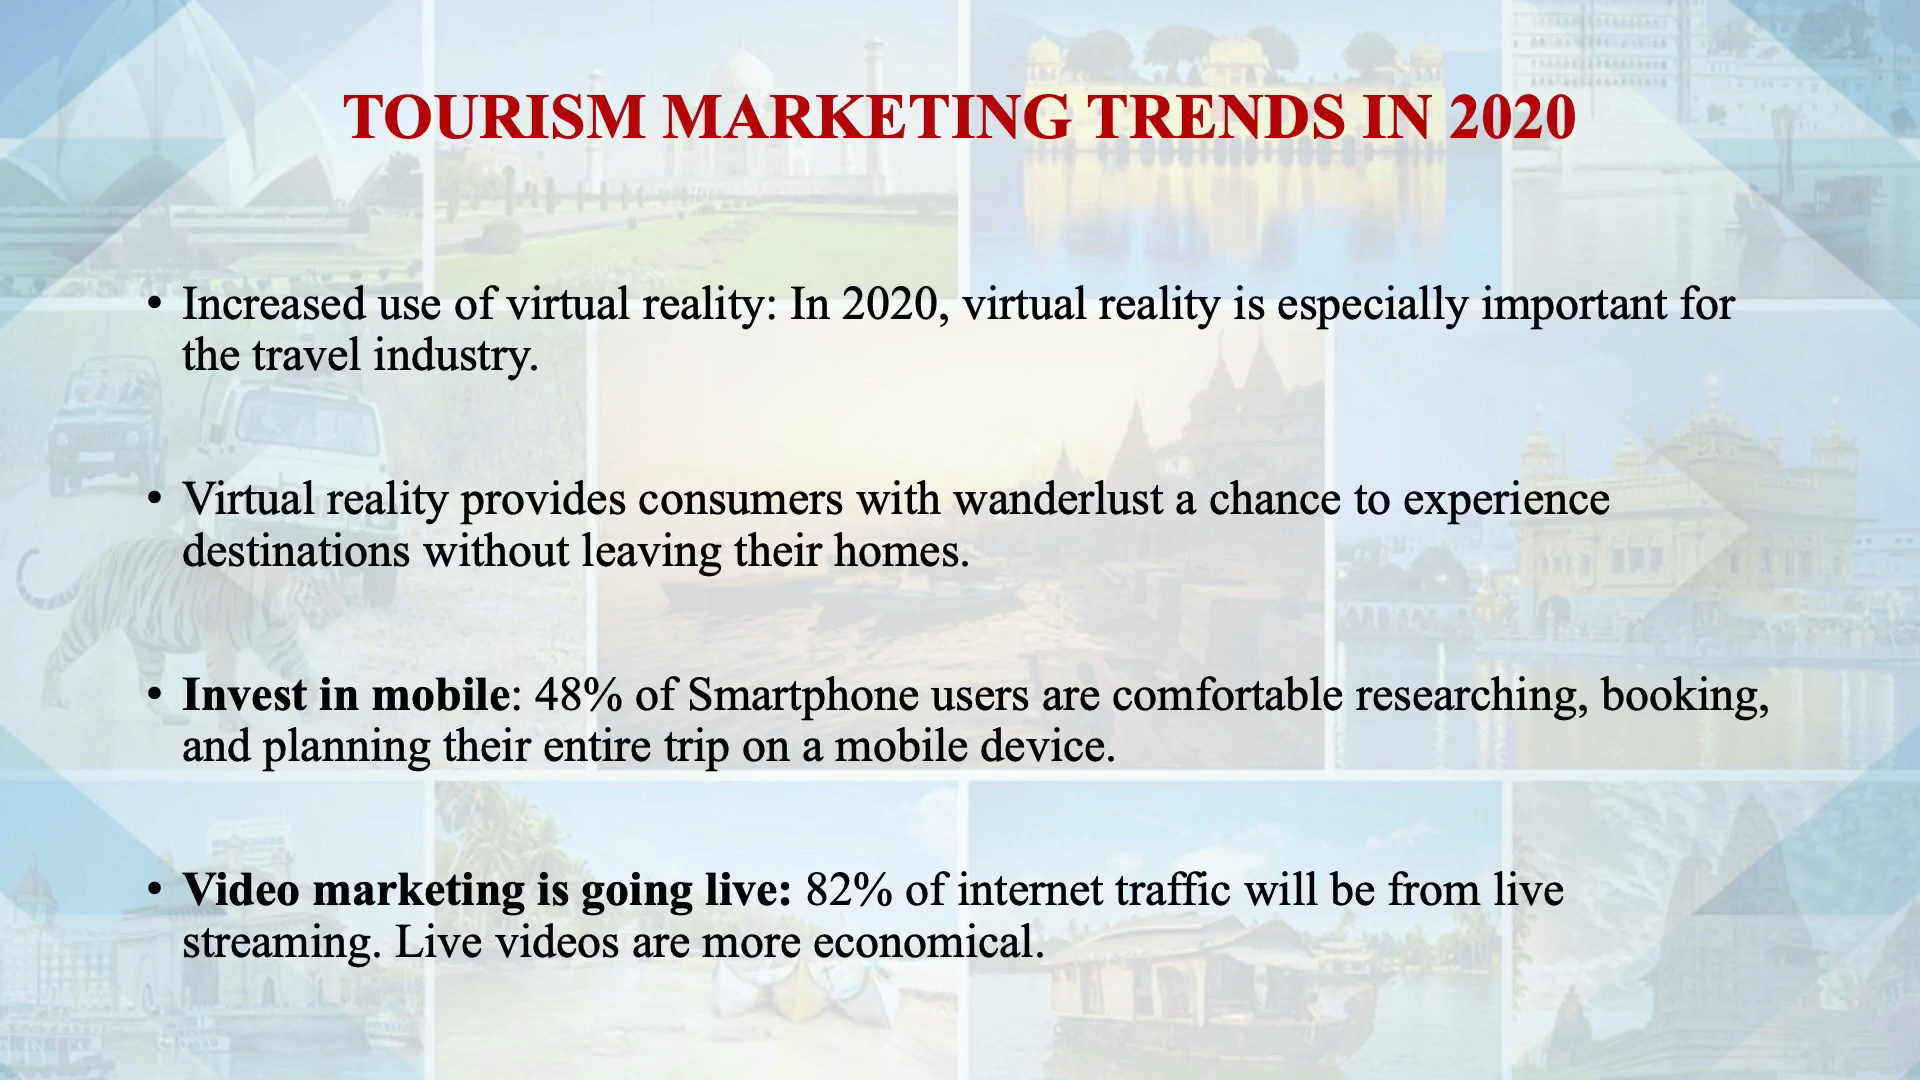 TOURISM MARKETING TRENDS IN 2020
• Increased use of virtual reality: In 2020, virtual reality is especially important for
the travel industry.
• Virtual reality provides consumers with wanderlust a chance to experience
destinations without leaving their homes.
• Invest in mobile: 48% of Smartphone users are comfortable researching, booking,
and planning their entire trip on a mobile device.
• Video marketing is going live: 82% of internet traffic will be from live
streaming. Live videos are more economical.